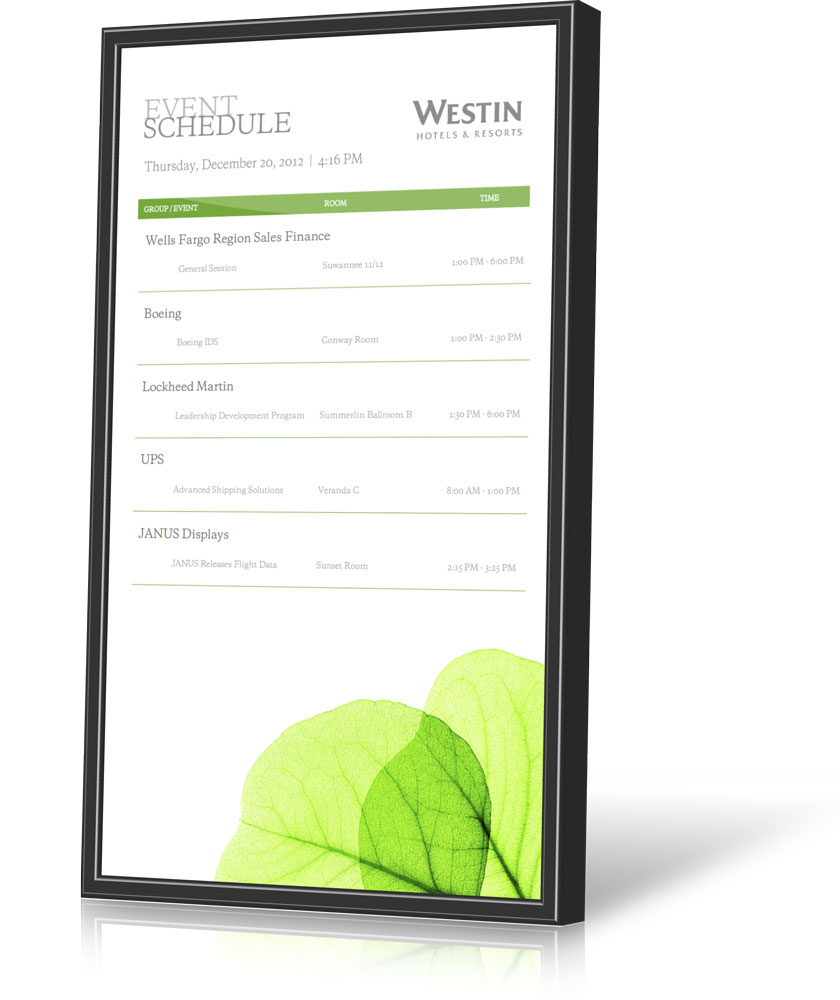 EVENT
SCHEDULE
WESTIN
HOTELS & RESORTS
Thursday, December 20, 2012 | 4:16 PM
GROUP / EVENT ROOM TIME
Wells Fargo Region Sales Finance
General Session Suwannee 11/12 1:00 PM - 6:00 PM
Boeing
Boeing IDS Conway Room 1:00 PM - 2:30 PM
Lockheed Martin
Leadership Development Program Summerlin Ballroom B 1:30 PM - 6:00 PM
UPS
Advanced Shipping Solutions Veranda C 8:00 AM - 1:00 PM
JANUS Displays
JANUS Releases Flight Data Sunset Room 2:15 PM - 3:25 PM